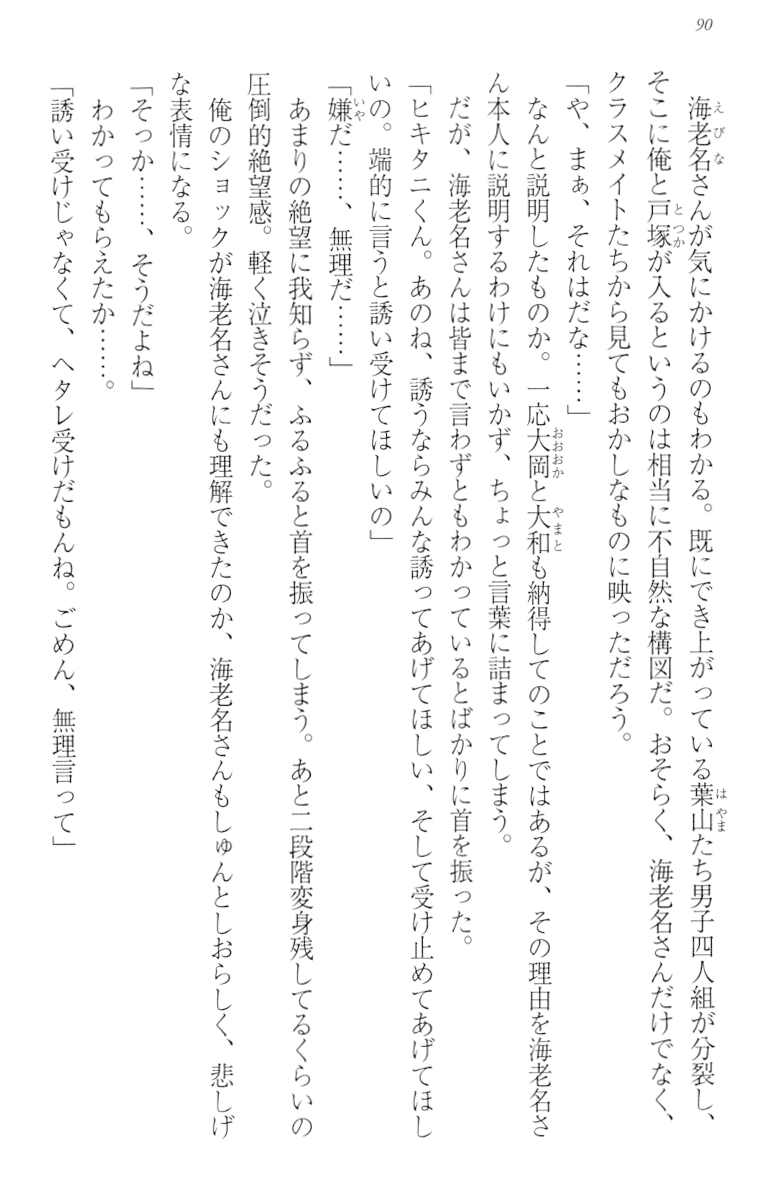 90
海老名さんが気にかけるのもわかる。既にでき上がっている葉山たち男子四人組が分裂し、
そこに俺と戸塚が入るというのは相当に不自然な構図だ。おそらく、海老名さんだけでなく、
クラスメイトたちから見てもおかしなものに映っただろう。
「や、まぁ、それはだな……」
なんと説明したものか。一応大岡と大和も納得してのことではあるが、その理由を海老名さ
ん本人に説明するわけにもいかず、ちょっと言葉に詰まってしまう。
だが、海老名さんは皆まで言わずともわかっているとばかりに首を振った。
「ヒキタニくん。あのね、誘うならみんな誘ってあげてほしい、そして受け止めてあげてほし
いの。端的に言うと誘い受けてほしいの」
「嫌だ……、無理だ……」
あまりの絶望に我知らず、ふるふると首を振ってしまう。あと二段階変身残してるくらいの
圧倒的絶望感。軽く泣きそうだった。
俺のショックが海老名さんにも理解できたのか、海老名さんもしゅんとしおらしく、悲しげ
な表情になる。
「そっか……、そうだよね」
わかってもらえたか……。
「誘い受けじゃなくて、ヘタレ受けだもんね。ごめん、無理言って」